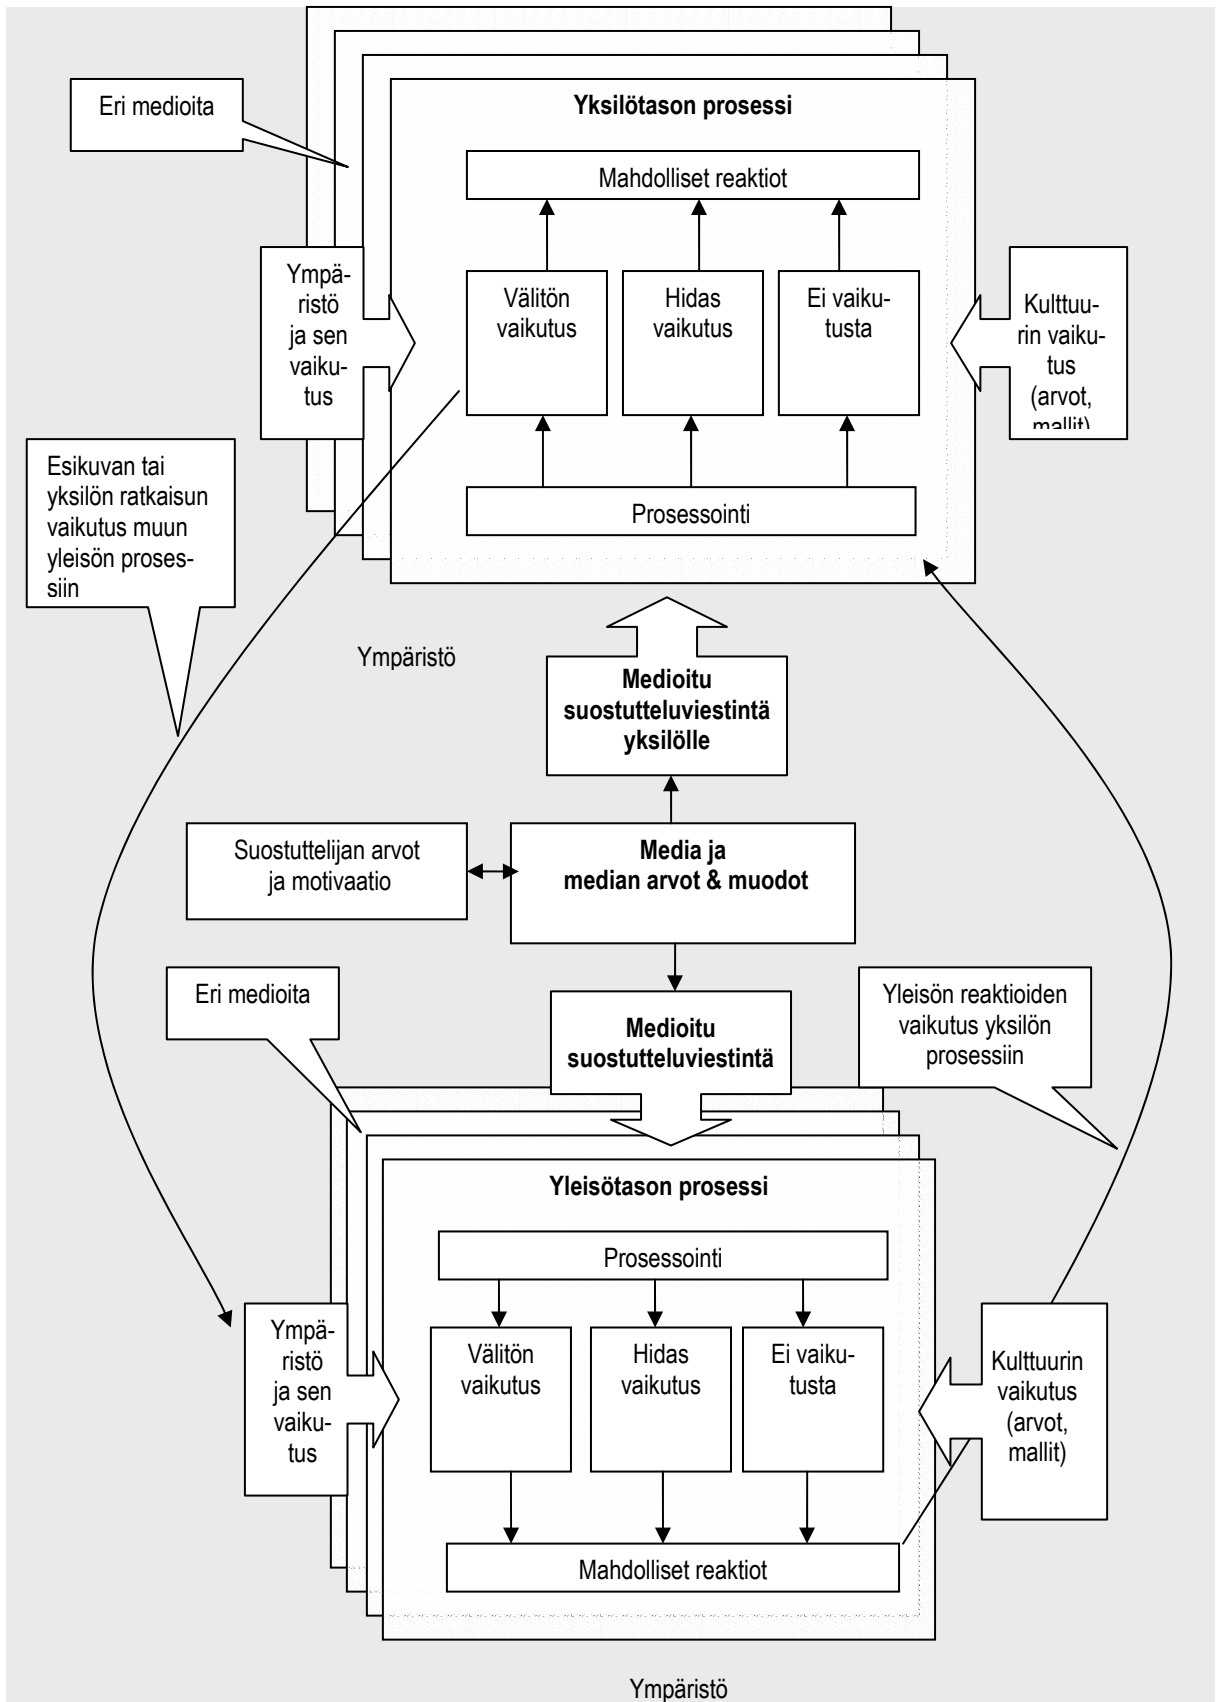 Eri medioita
Yksilötason prosessi
Mahdolliset reaktiot
Ympä-
ristö
ja sen
vaiku-
tus
Välitön
vaikutus
Hidas
vaikutus
Ei vaiku-
tusta
Kulttuu-
rin vaiku-
tus
(arvot,
mallit)
Prosessointi
Esikuvan tai
yksilön ratkaisun
vaikutus muun
yleisön proses-
siin
Ympäristö
Medioitu
suostutteluviestintä
yksilölle
Suostuttelijan arvot
ja motivaatio
Media ja
median arvot & muodot
Eri medioita
Medioitu
suostutteluviestintä
Yleisön reaktioiden
vaikutus yksilön
prosessiin
Yleisötason prosessi
Prosessointi
Ympä-
ristö
ja sen
vaiku-
tus
Välitön
vaikutus
Hidas
vaikutus
Ei vaiku-
tusta
Kulttuurin
vaikutus
(arvot,
mallit)
Mahdolliset reaktiot
Ympäristö